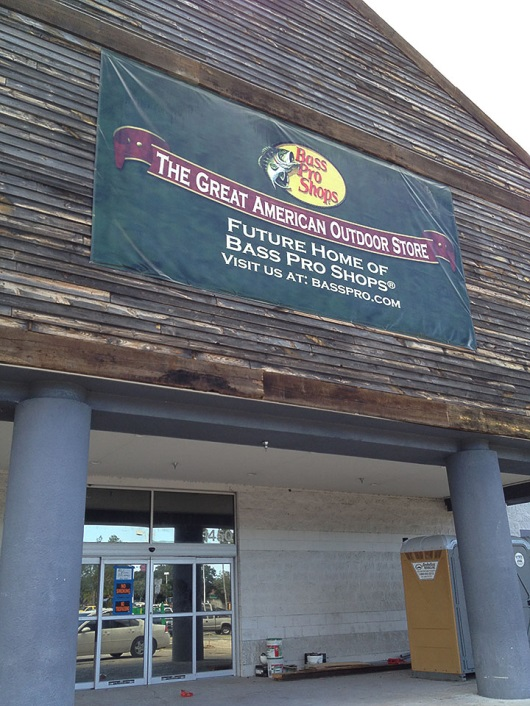 Bass
Pro
Shops
THE GREAT AMERICAN OUTDOOR STORE
FUTURE HOME OF
BASS PRO SHOPS®
VISIT US AT: BASSPRO.COM